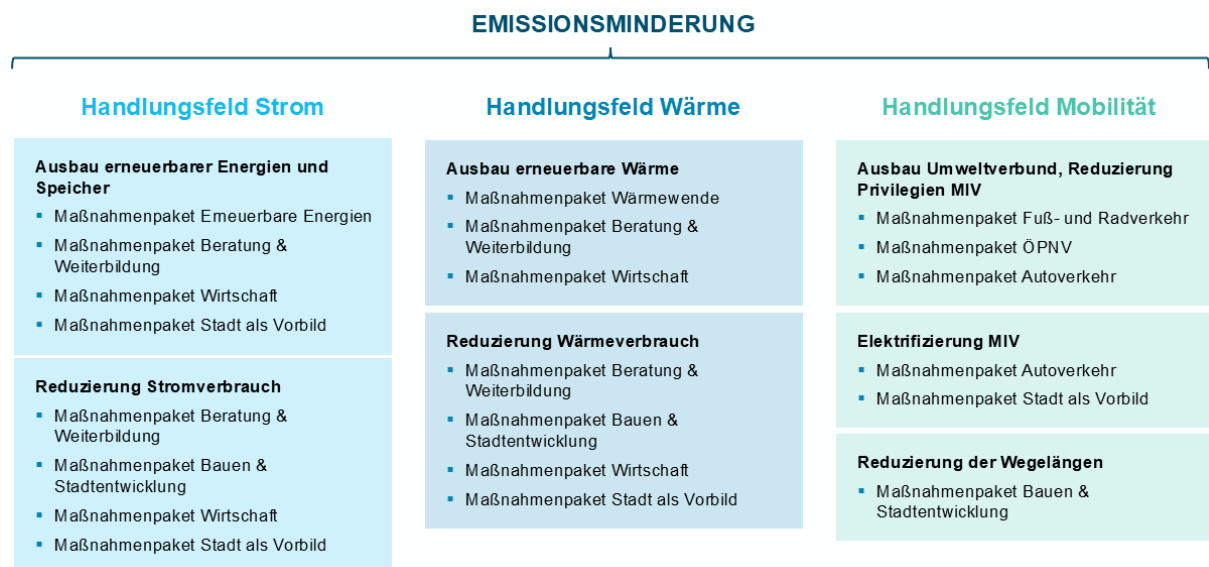 EMISSIONSMINDERUNG
Handlungsfeld Strom
Ausbau erneuerbarer Energien und
Speicher
▪ Maßnahmenpaket Erneuerbare Energien
▪ Maßnahmenpaket Beratung &
Weiterbildung
▪ Maßnahmenpaket Wirtschaft
▪ Maßnahmenpaket Stadt als Vorbild
Reduzierung Stromverbrauch
▪ Maßnahmenpaket Beratung &
Weiterbildung
▪ Maßnahmenpaket Bauen &
Stadtentwicklung
▪ Maßnahmenpaket Wirtschaft
▪ Maßnahmenpaket Stadt als Vorbild
Handlungsfeld Wärme
Ausbau erneuerbare Wärme
▪ Maßnahmenpaket Wärmewende
▪ Maßnahmenpaket Beratung &
Weiterbildung
▪ Maßnahmenpaket Wirtschaft
Reduzierung Wärmeverbrauch
▪ Maßnahmenpaket Beratung &
Weiterbildung
▪ Maßnahmenpaket Bauen &
Stadtentwicklung
▪ Maßnahmenpaket Wirtschaft
▪ Maßnahmenpaket Stadt als Vorbild
Handlungsfeld Mobilität
Ausbau Umweltverbund, Reduzierung
Privilegien MIV
▪ Maßnahmenpaket Fuß- und Radverkehr
▪ Maßnahmenpaket ÖPNV
▪ Maßnahmenpaket Autoverkehr
Elektrifizierung MIV
▪ Maßnahmenpaket Autoverkehr
▪ Maßnahmenpaket Stadt als Vorbild
Reduzierung der Wegelängen
▪ Maßnahmenpaket Bauen &
Stadtentwicklung